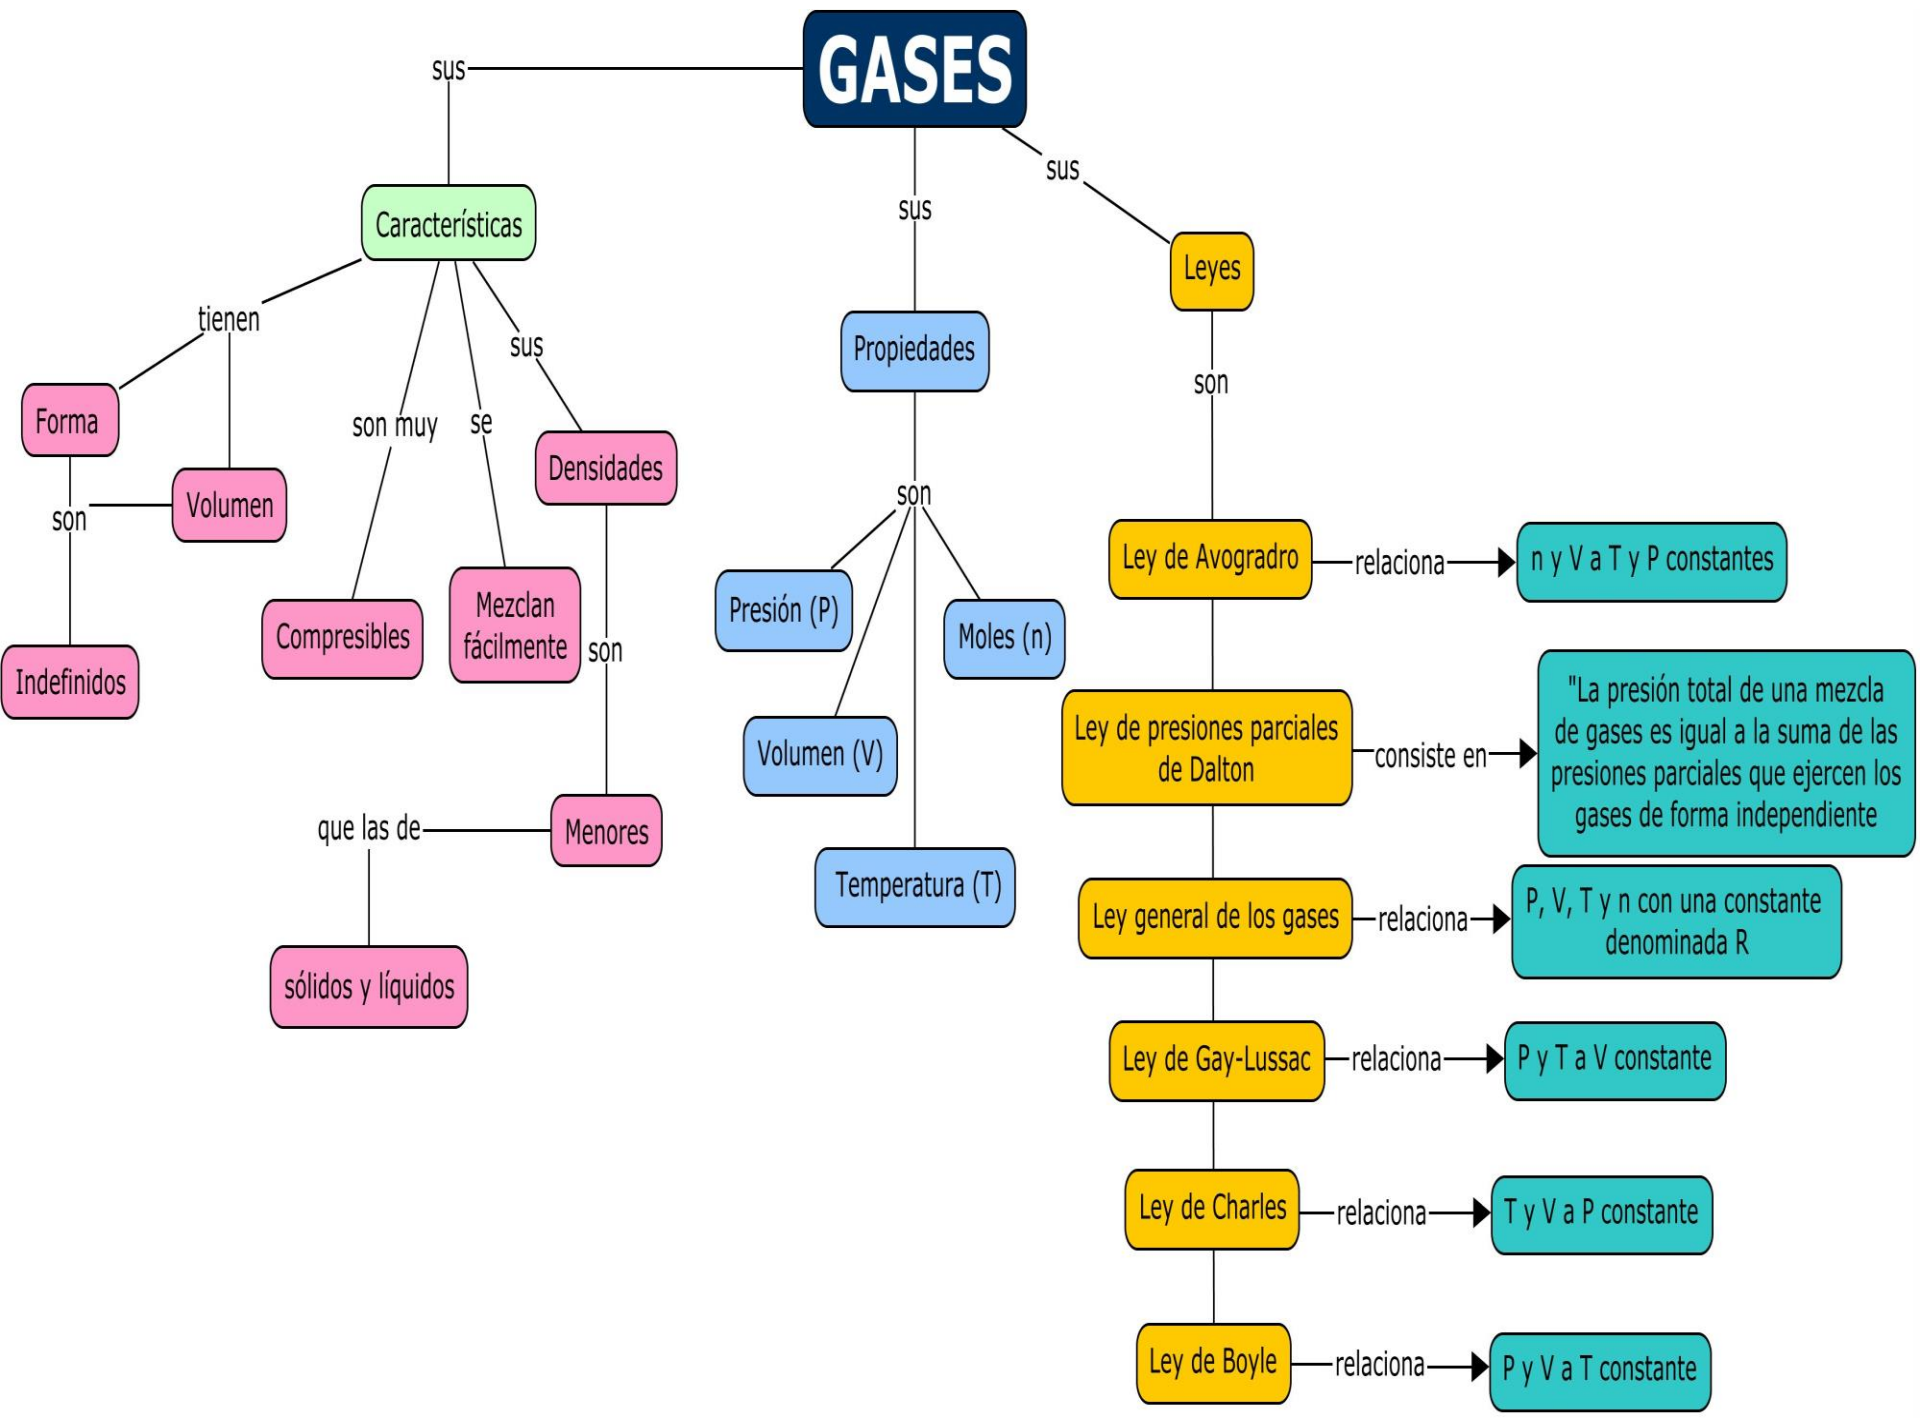 GASES
sus
sus
sus
Características
Leyes
tienen
sus
Propiedades
son
Forma
son muy
se
Densidades
Volumen
son
son
Ley de Avogradro
relaciona
n y V a T y P constantes
Presión (P)
Moles (n)
Compresibles
Mezclan
fácilmente
son
Indefinidos
Ley de presiones parciales
de Dalton
consiste en
"La presión total de una mezcla
de gases es igual a la suma de las
presiones parciales que ejercen los
gases de forma independiente
Volumen (V)
que las de
Menores
Temperatura (T)
Ley general de los gases
relaciona
P, V, T y n con una constante
denominada R
sólidos y líquidos
Ley de Gay-Lussac
relaciona
P y T a V constante
Ley de Charles
relaciona
T y V a P constante
Ley de Boyle
relaciona
P y V a T constante